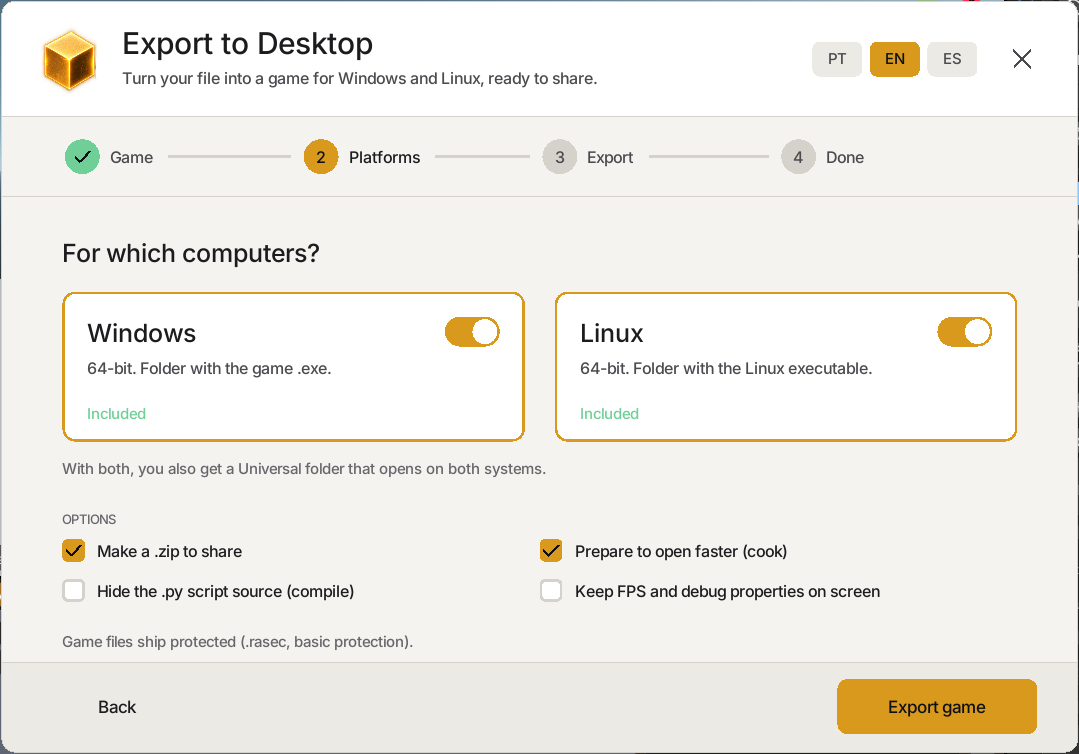 Export to Desktop
Turn your file into a game for Windows and Linux, ready to share.
PT
EN
ES
Game
2
Platforms
3
Export
4
Done
For which computers?
Windows
64-bit. Folder with the game .exe.
Included
Linux
64-bit. Folder with the Linux executable.
Included
With both, you also get a Universal folder that opens on both systems.
OPTIONS
Make a .zip to share
Prepare to open faster (cook)
Hide the .py script source (compile)
Keep FPS and debug properties on screen
Game files ship protected (.rasec, basic protection).
Back
Export game